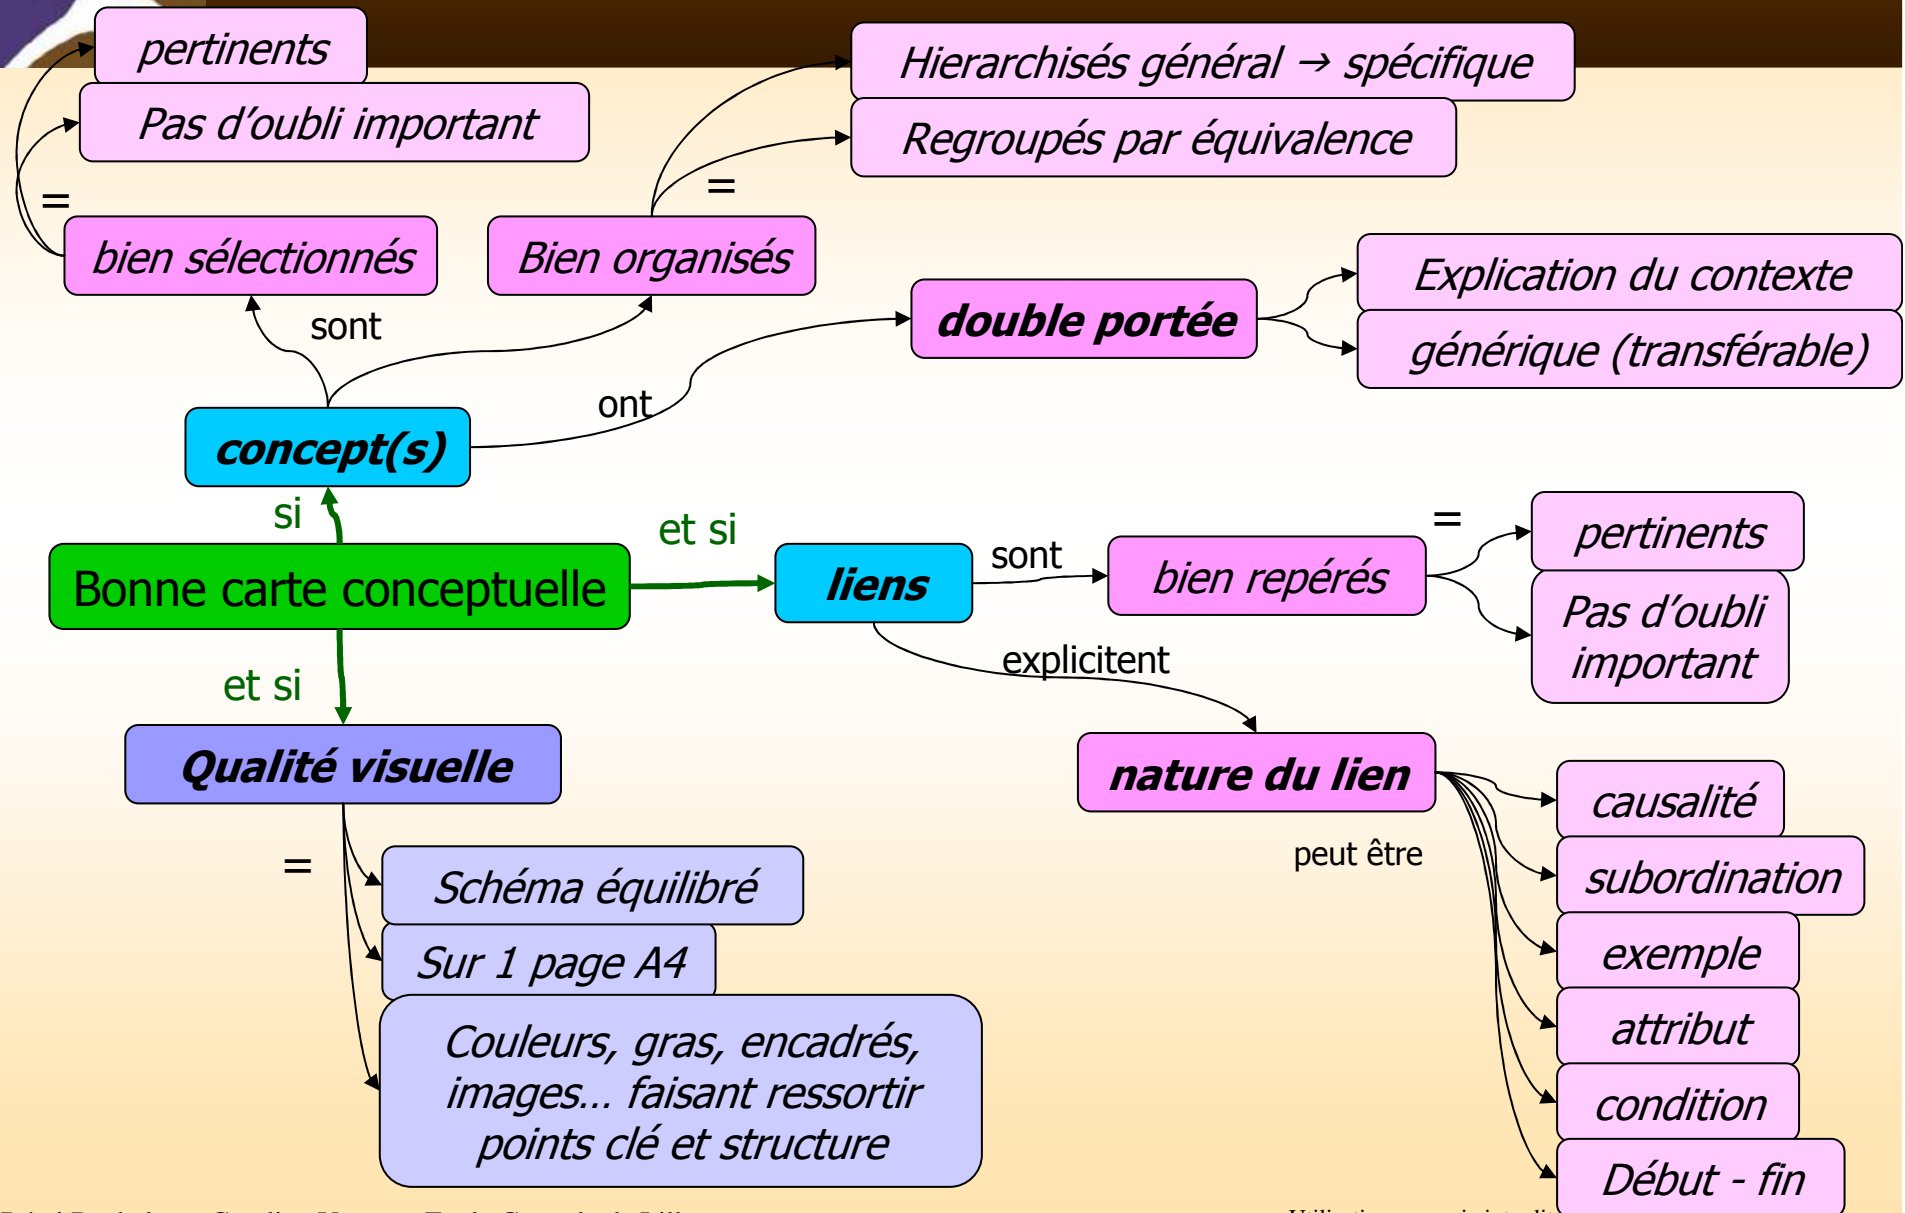 pertinents
Pas d’oubli important
=
bien sélectionnés
Hierarchisés général → spécifique
Regroupés par équivalence
=
Bien organisés
sont
double portée
Explication du contexte
générique (transférable)
ont
concept(s)
si
Bonne carte conceptuelle
et si
liens
sont
bien repérés
=
pertinents
Pas d’oubli
important
explicitent
nature du lien
peut être
causalité
subordination
exemple
attribut
condition
Début - fin
et si
Qualité visuelle
=
Schéma équilibré
Sur 1 page A4
Couleurs, gras, encadrés,
images... faisant ressortir
points clé et structure